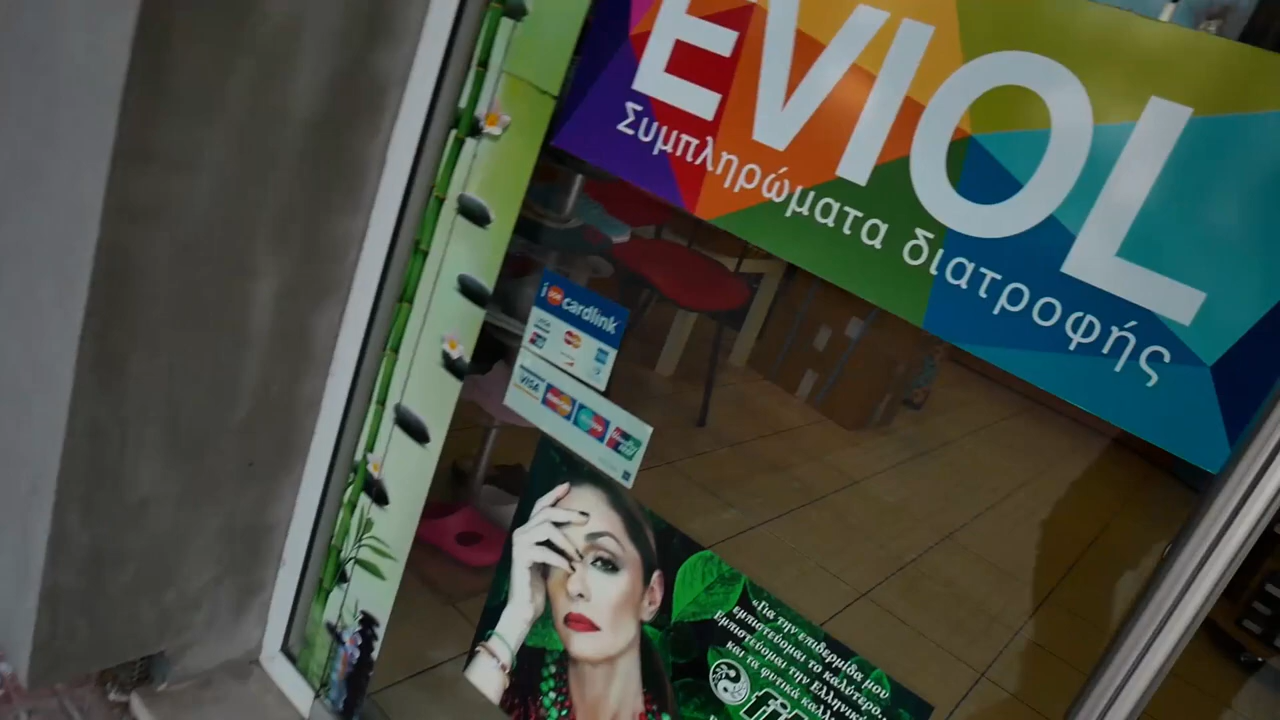 EVIOL
Συμπληρώματα διατροφής
cardlink
VISA
«Για την επιδερμίδα μου
εμπιστεύομαι το καλύτερο..
Εμπιστεύομαι την Ελληνική
και τα φυτικά